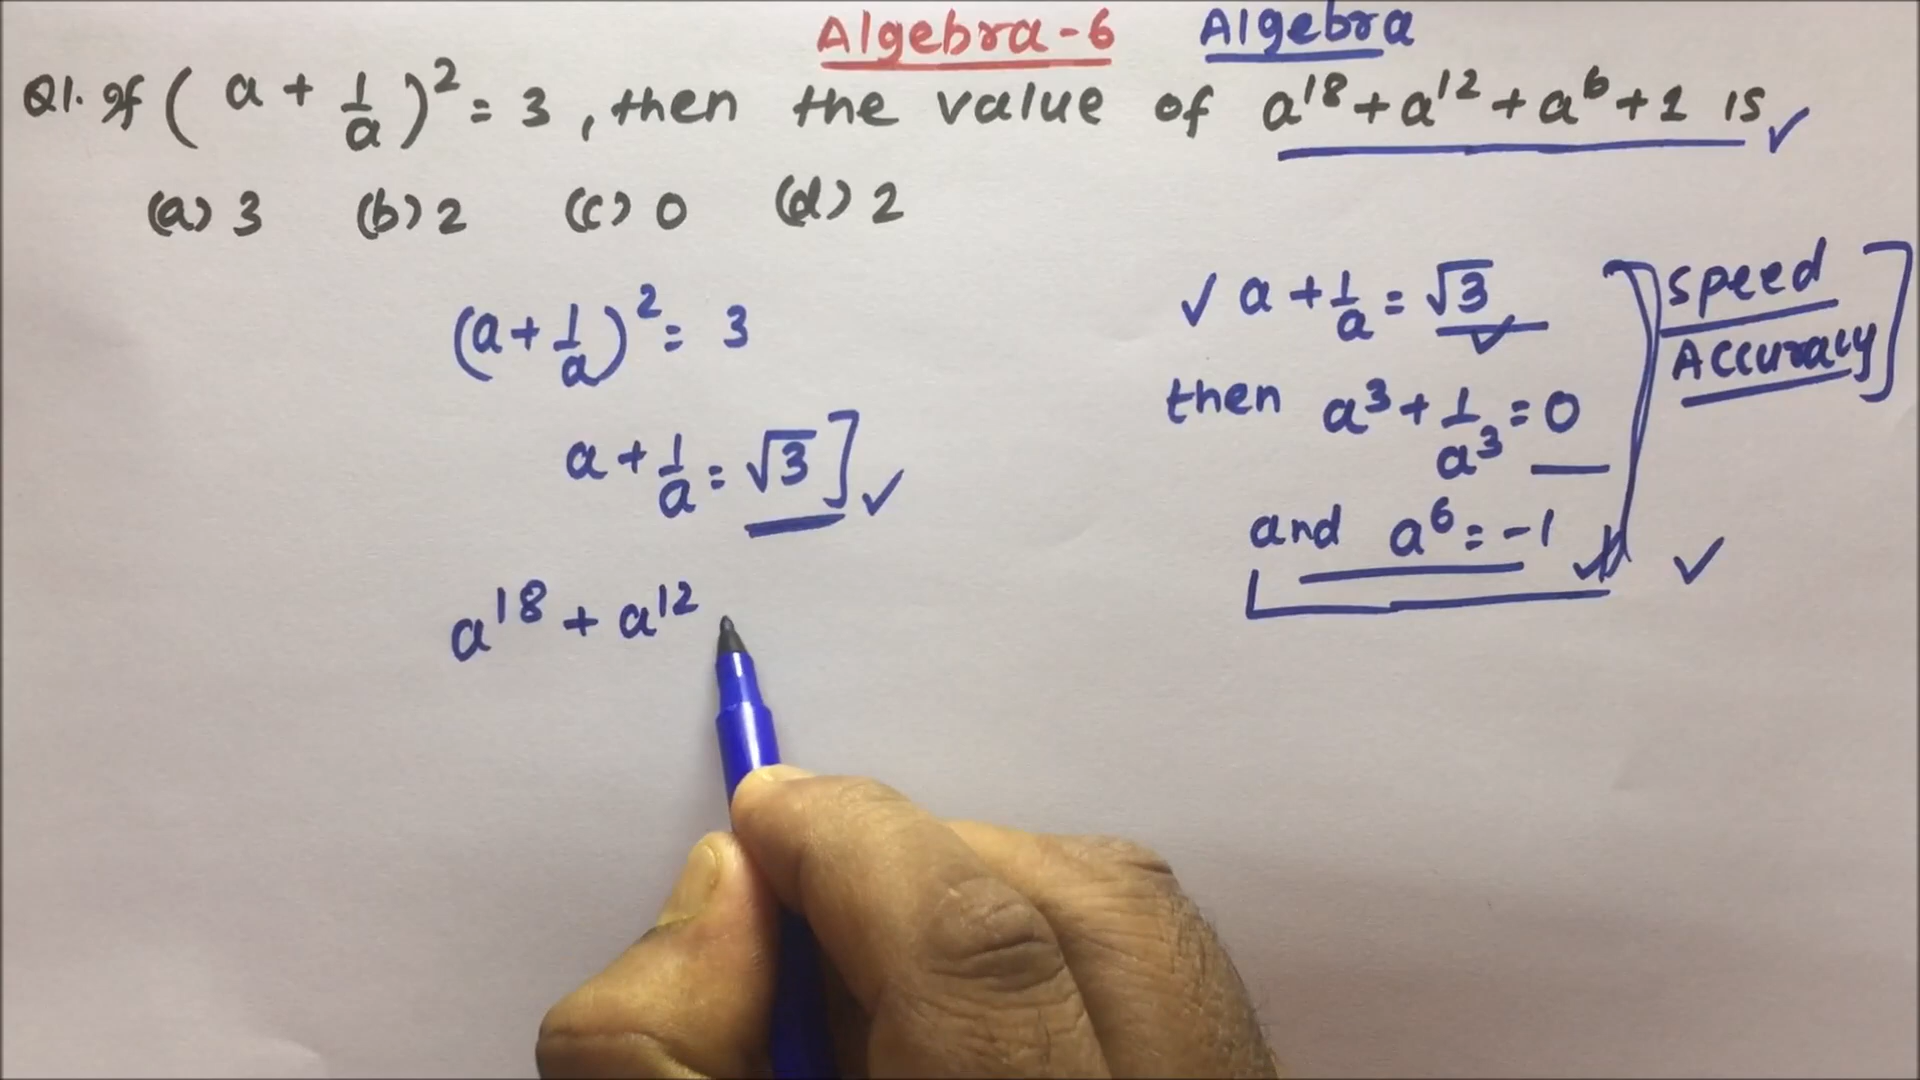 Algebra-6 Algebra
Q1. If (a + 1/a)² = 3, then the value of a¹⁸ + a¹² + a⁶ + 1 is ✓
(a) 3 (b) 2 (c) 0 (d) 2
(a + 1/a)² = 3
a + 1/a = √3] ✓
a¹⁸ + a¹²
✓ a + 1/a = √3 ✓
then a³ + 1/a³ = 0
and a⁶ = -1 ✓
✓
Speed
Accuracy